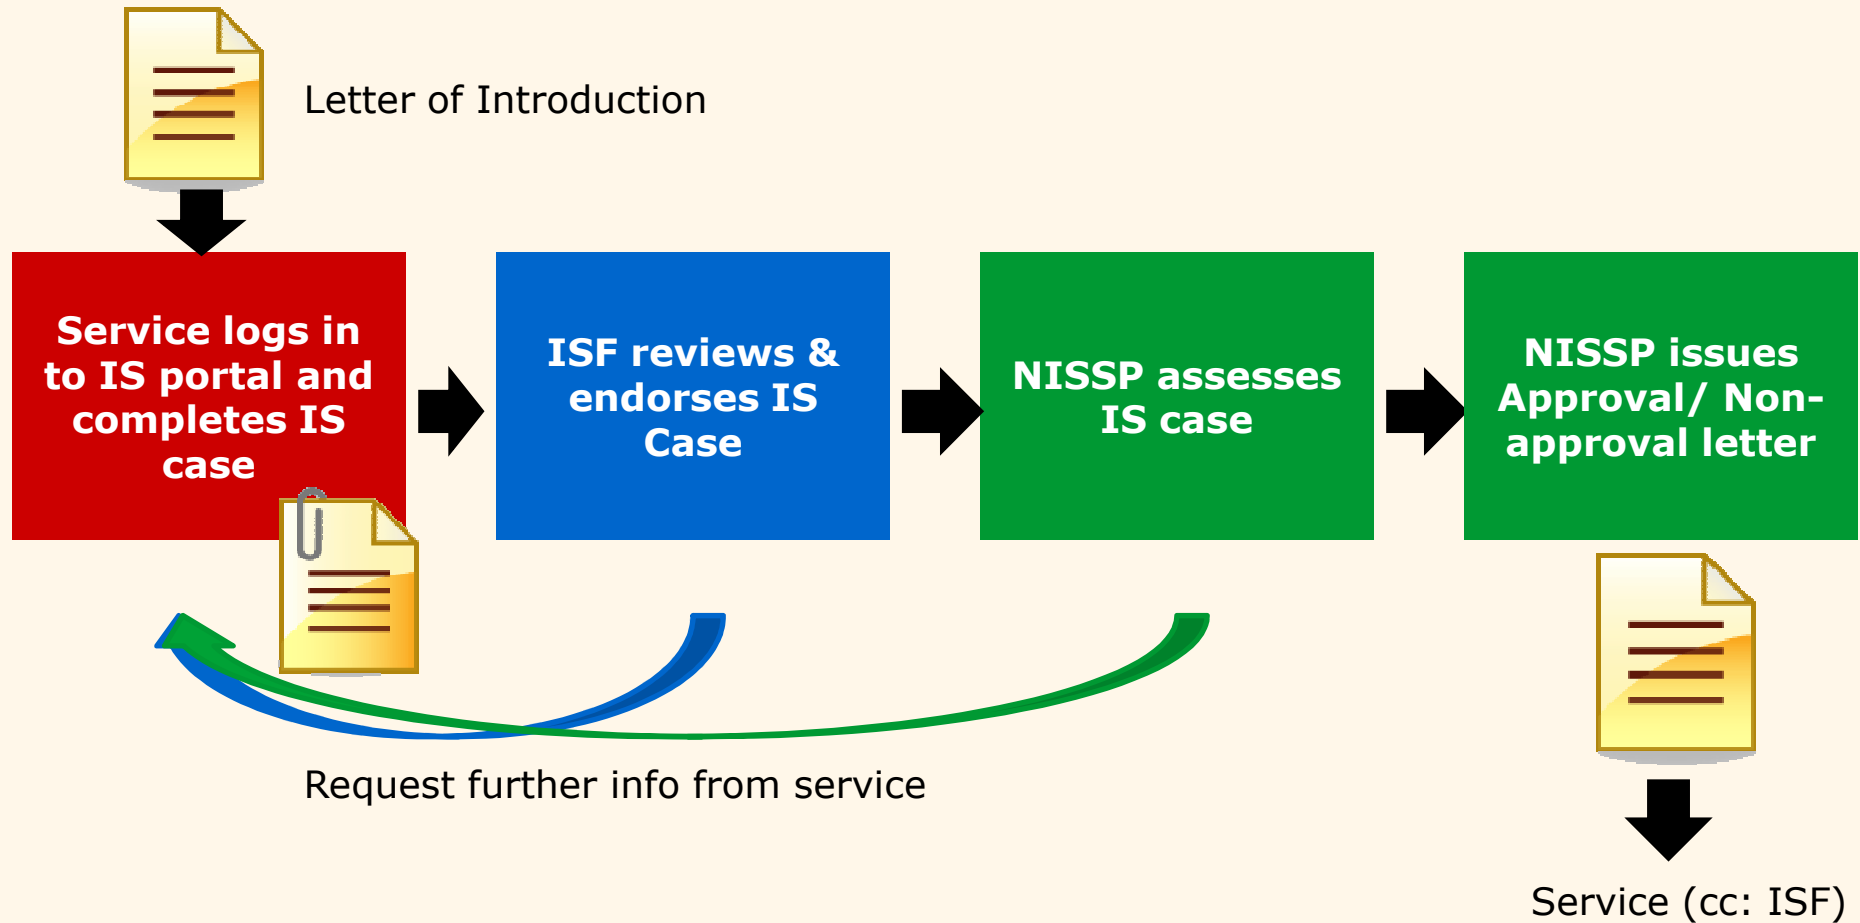 Letter of Introduction
Service logs in
to IS portal and
completes IS
case
ISF reviews &
endorses IS
Case
NISSP assesses
IS case
NISSP issues
Approval/ Non-
approval letter
Request further info from service
Service (cc: ISF)